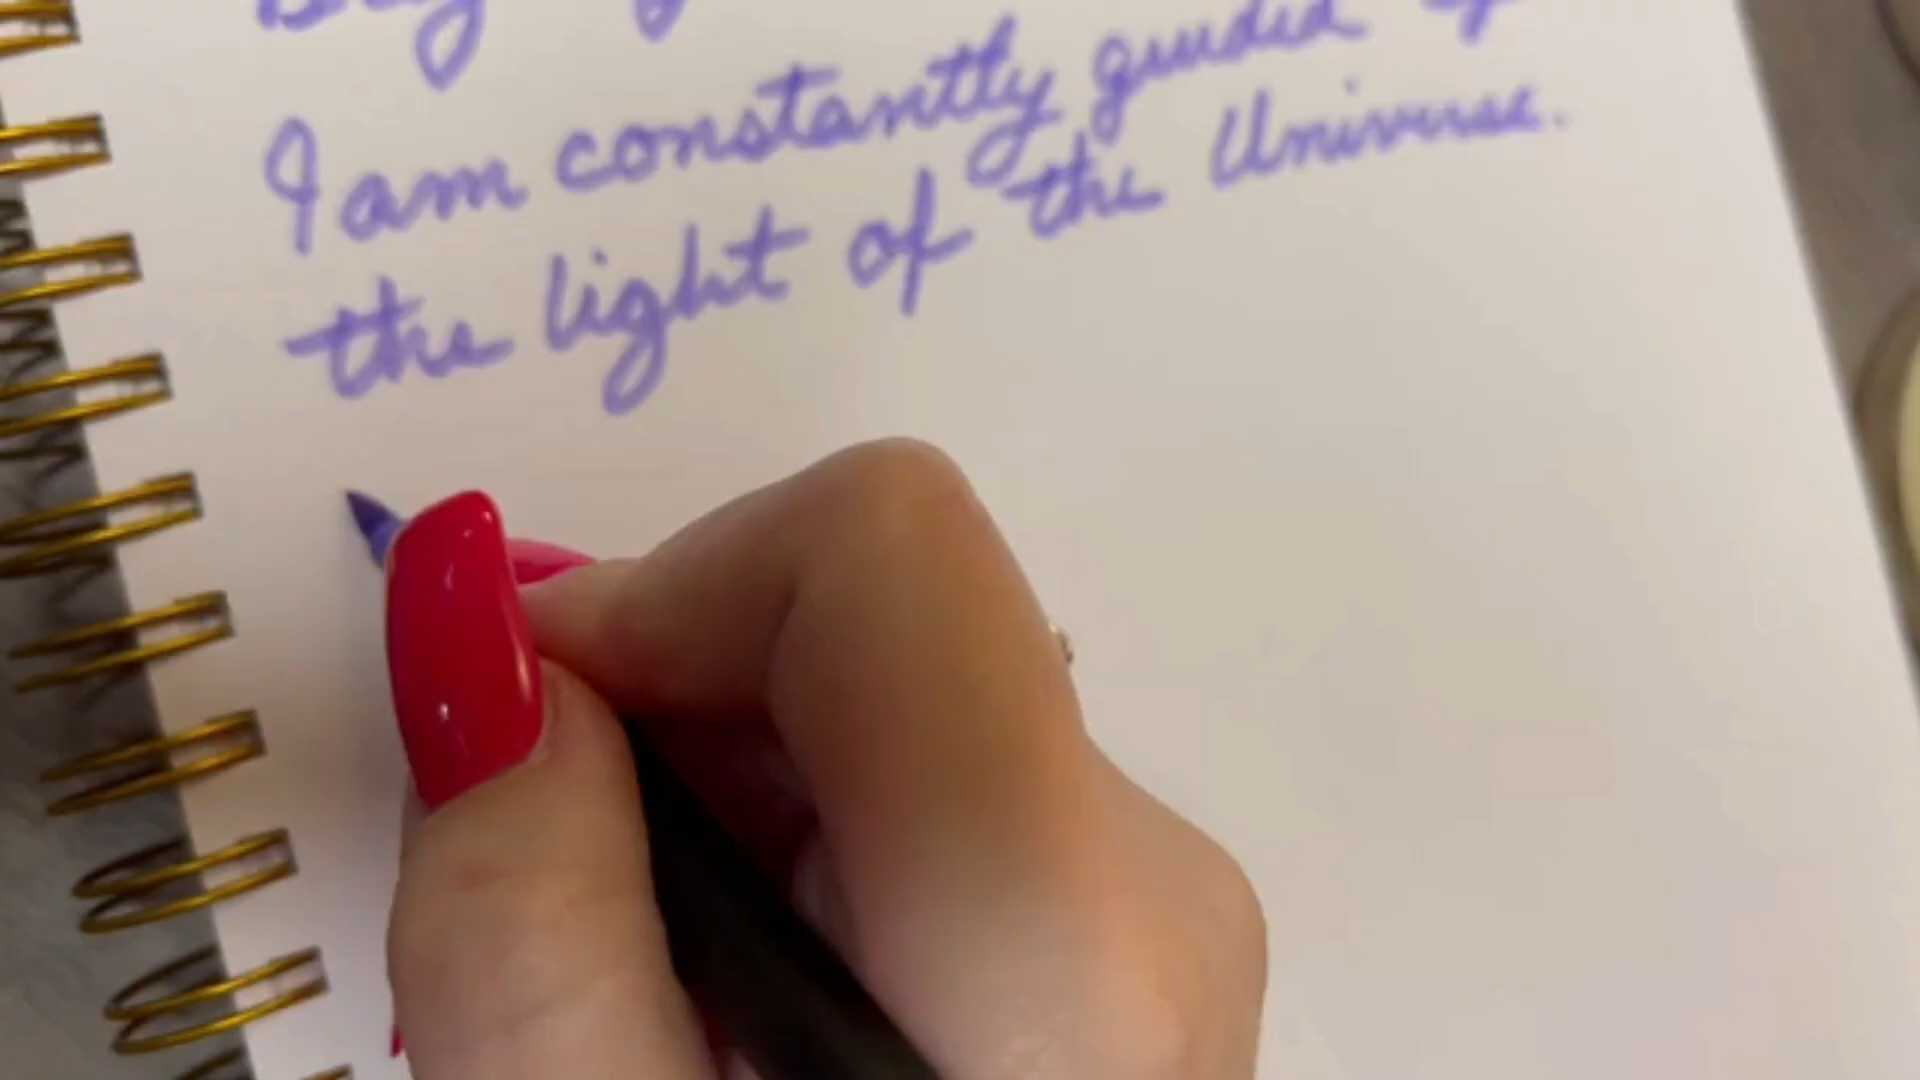 I am constantly guided by
the light of the Universe.